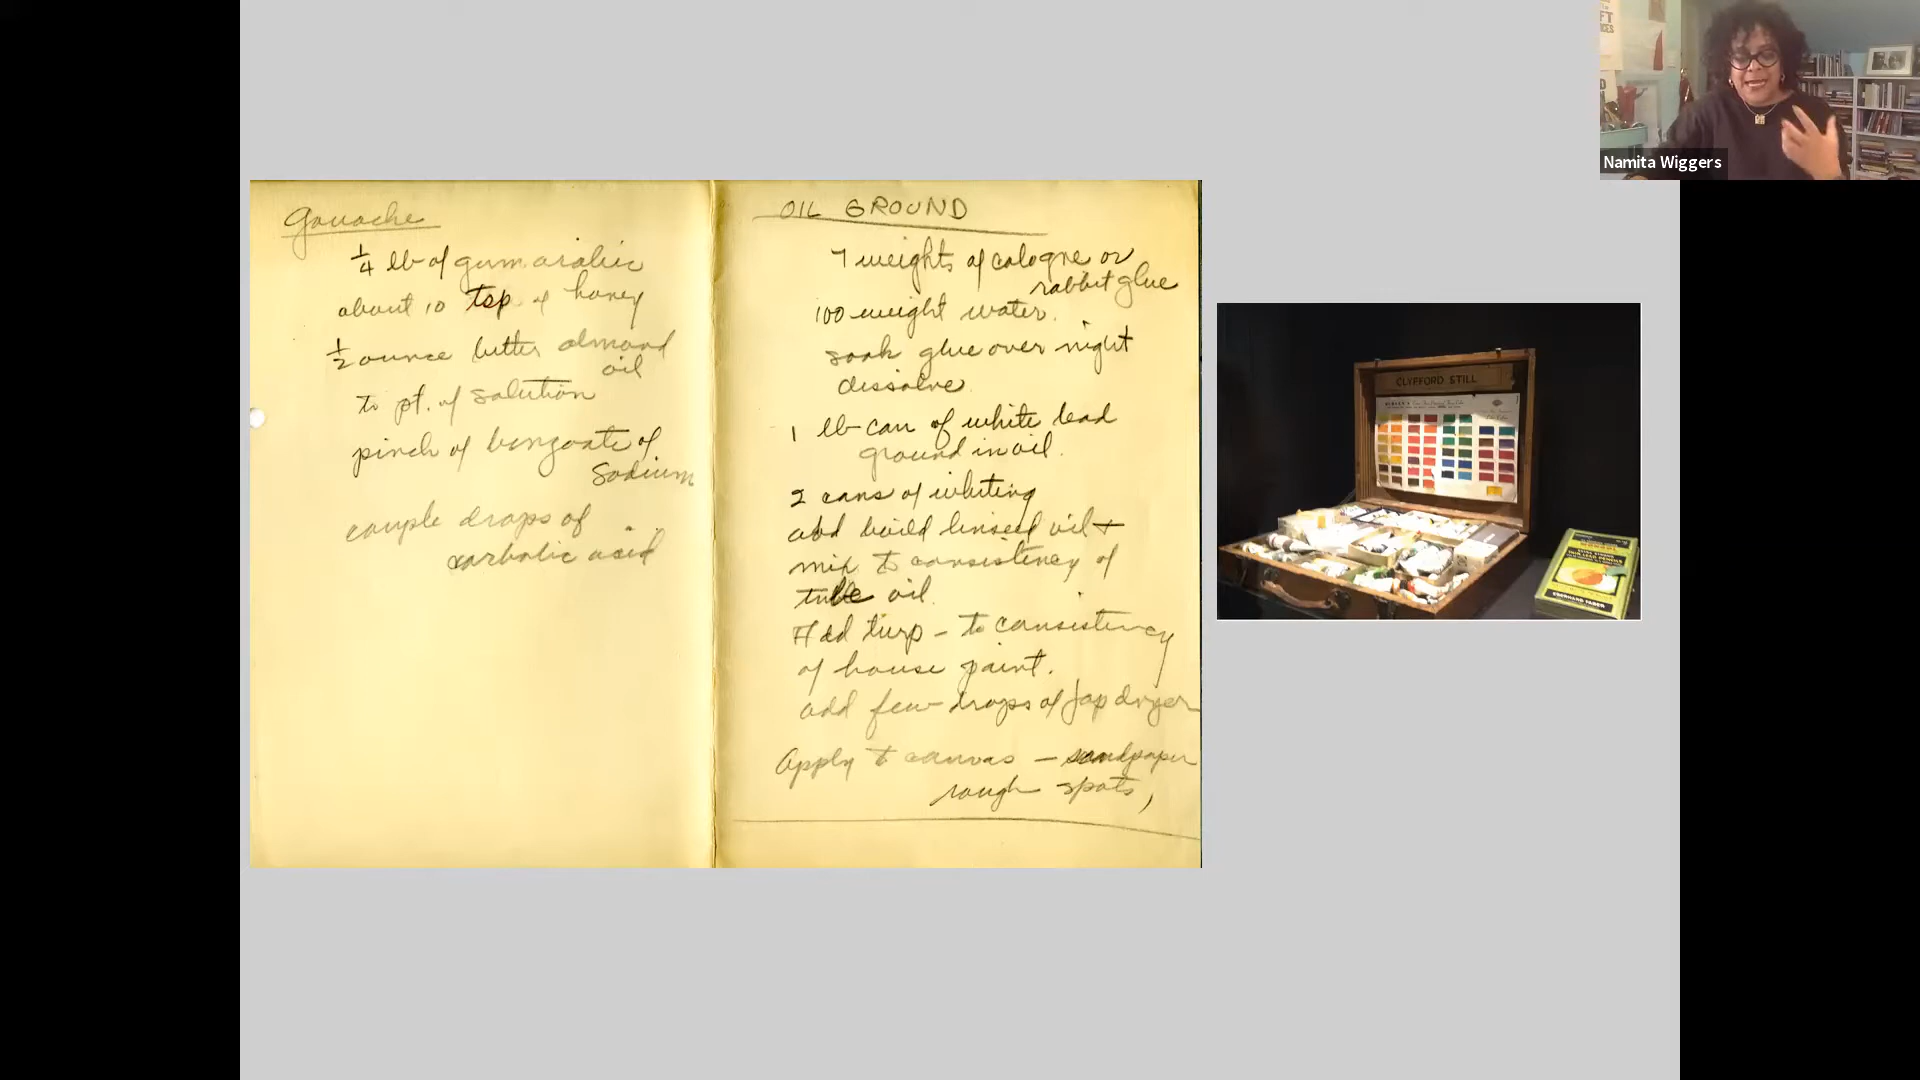 Gouache
1/4 lb of gum arabic
about 10 tsp of honey
1/2 ounce bitter almond
oil
to pt. of solution
pinch of benzoate of
Sodium
couple drops of
carbolic acid
OIL GROUND
7 weights of cologne or
rabbit glue
100 weight water.
soak glue over night
dissolve.
1 lb can of white lead
ground in oil.
2 cans of whiting
add boild linseed oil +
mix to consistency of
tube oil.
Add turp - to consistency
of house paint.
add few drops of Jap dryer
Apply to canvas - sandpaper
rough spots,
CLYFFORD STILL
EBERHARD FABER
Namita Wiggers